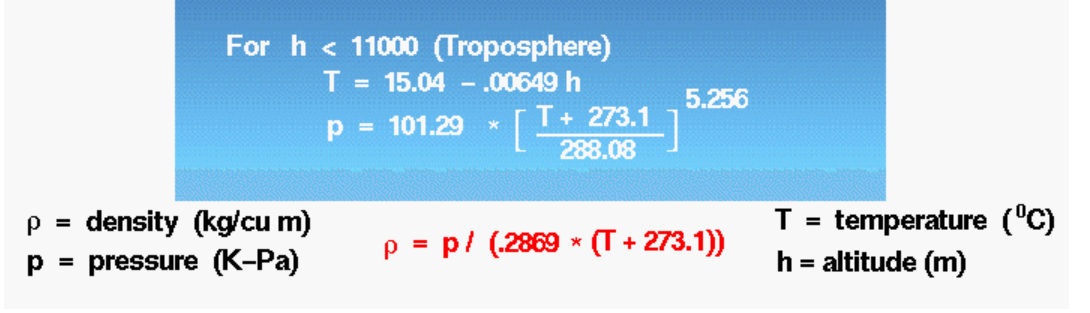 For h < 11000 (Troposphere)
T = 15.04 – .00649 h
p = 101.29 * [ T + 273.1 / 288.08 ] 5.256
ρ = density (kg/cu m)
p = pressure (K–Pa)
ρ = p / (.2869 * (T + 273.1))
T = temperature (⁰C)
h = altitude (m)